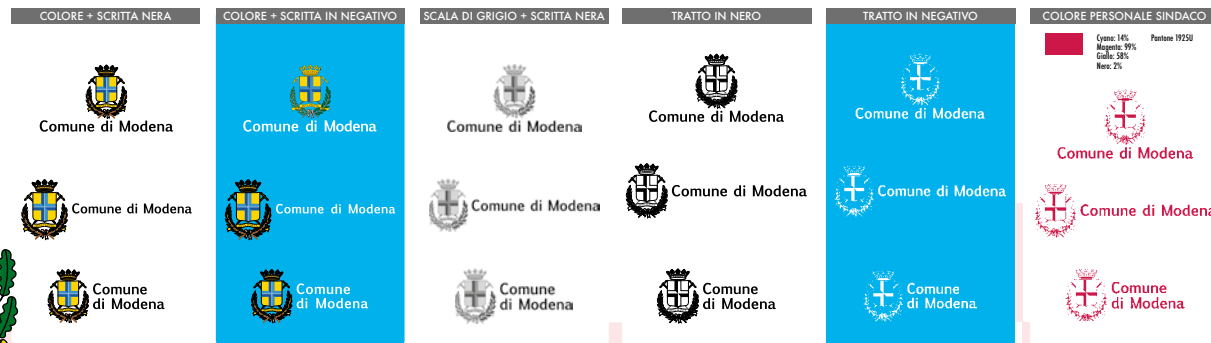 COLORE + SCRITTA NERA
Comune di Modena
Comune di Modena
Comune
di Modena
COLORE + SCRITTA IN NEGATIVO
Comune di Modena
Comune di Modena
Comune
di Modena
SCALA DI GRIGIO + SCRITTA NERA
Comune di Modena
Comune di Modena
Comune
di Modena
TRATTO IN NERO
Comune di Modena
Comune di Modena
Comune
di Modena
TRATTO IN NEGATIVO
Comune di Modena
Comune di Modena
Comune
di Modena
COLORE PERSONALE SINDACO
Cyano: 14% Pantone 1925U
Magenta: 99%
Giallo: 58%
Nero: 2%
Comune di Modena
Comune di Modena
Comune
di Modena